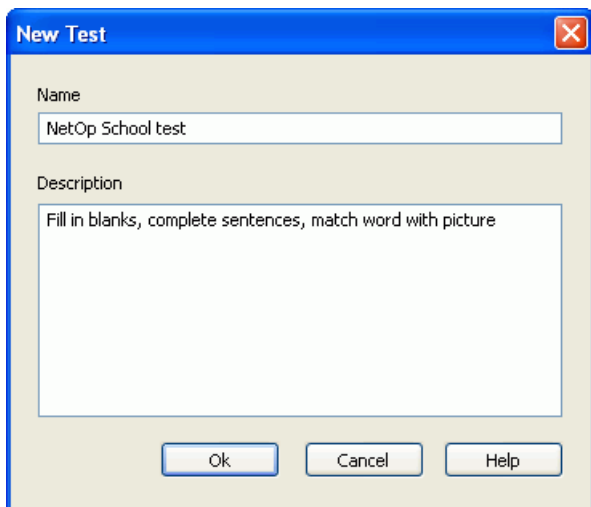 New Test
Name
NetOp School test
Description
Fill in blanks, complete sentences, match word with picture
Ok Cancel Help